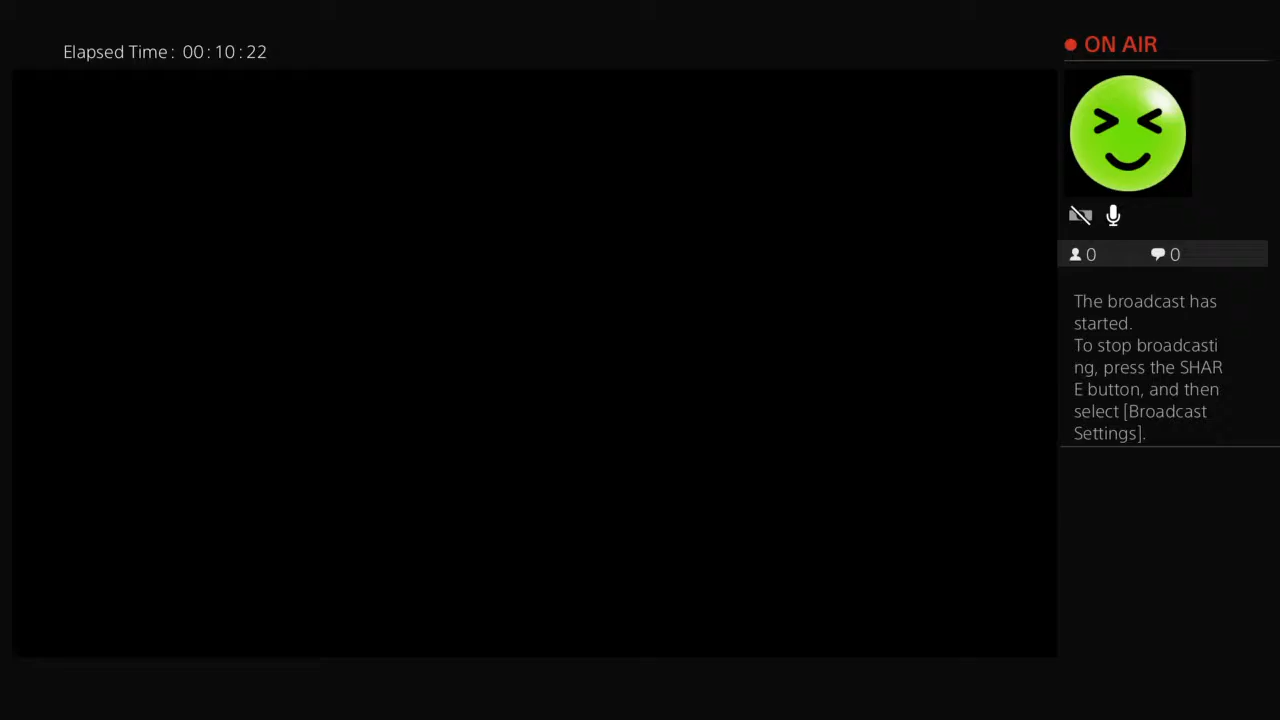 Elapsed Time: 00:10:22
ON AIR
0 0
The broadcast has
started.
To stop broadcasti
ng, press the SHAR
E button, and then
select [Broadcast
Settings].